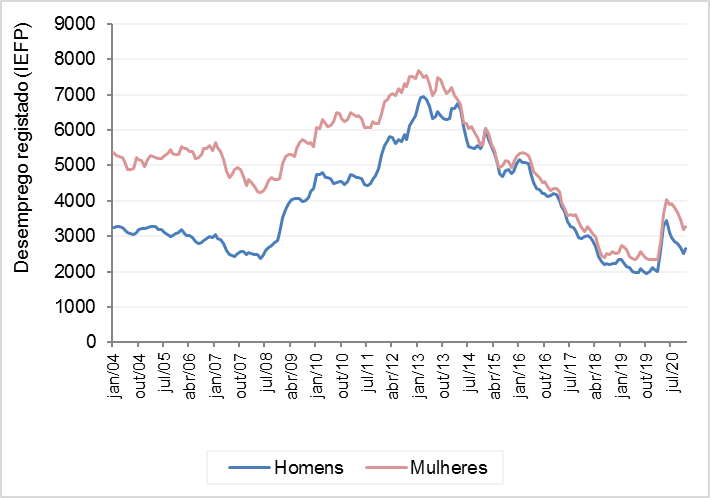 Desemprego registado (IEFP)
9000
8000
7000
6000
5000
4000
3000
2000
1000
0
jan/04
out/04
jul/05
abr/06
jan/07
out/07
jul/08
abr/09
jan/10
out/10
jul/11
abr/12
jan/13
out/13
jul/14
abr/15
jan/16
out/16
jul/17
abr/18
jan/19
out/19
jul/20
Homens Mulheres